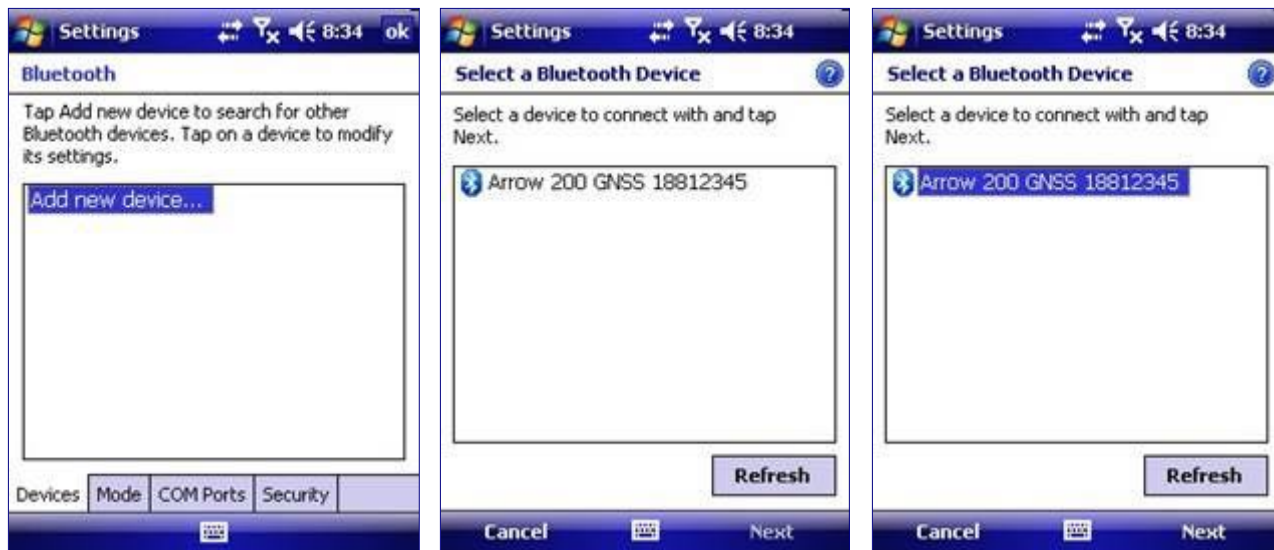 Settings 8:34 ok
Bluetooth
Tap Add new device to search for other
Bluetooth devices. Tap on a device to modify
its settings.
Add new device...
Devices Mode COM Ports Security
Settings 8:34
Select a Bluetooth Device ?
Select a device to connect with and tap
Next.
Arrow 200 GNSS 18812345
Refresh
Cancel Next
Settings 8:34
Select a Bluetooth Device ?
Select a device to connect with and tap
Next.
Arrow 200 GNSS 18812345
Refresh
Cancel Next